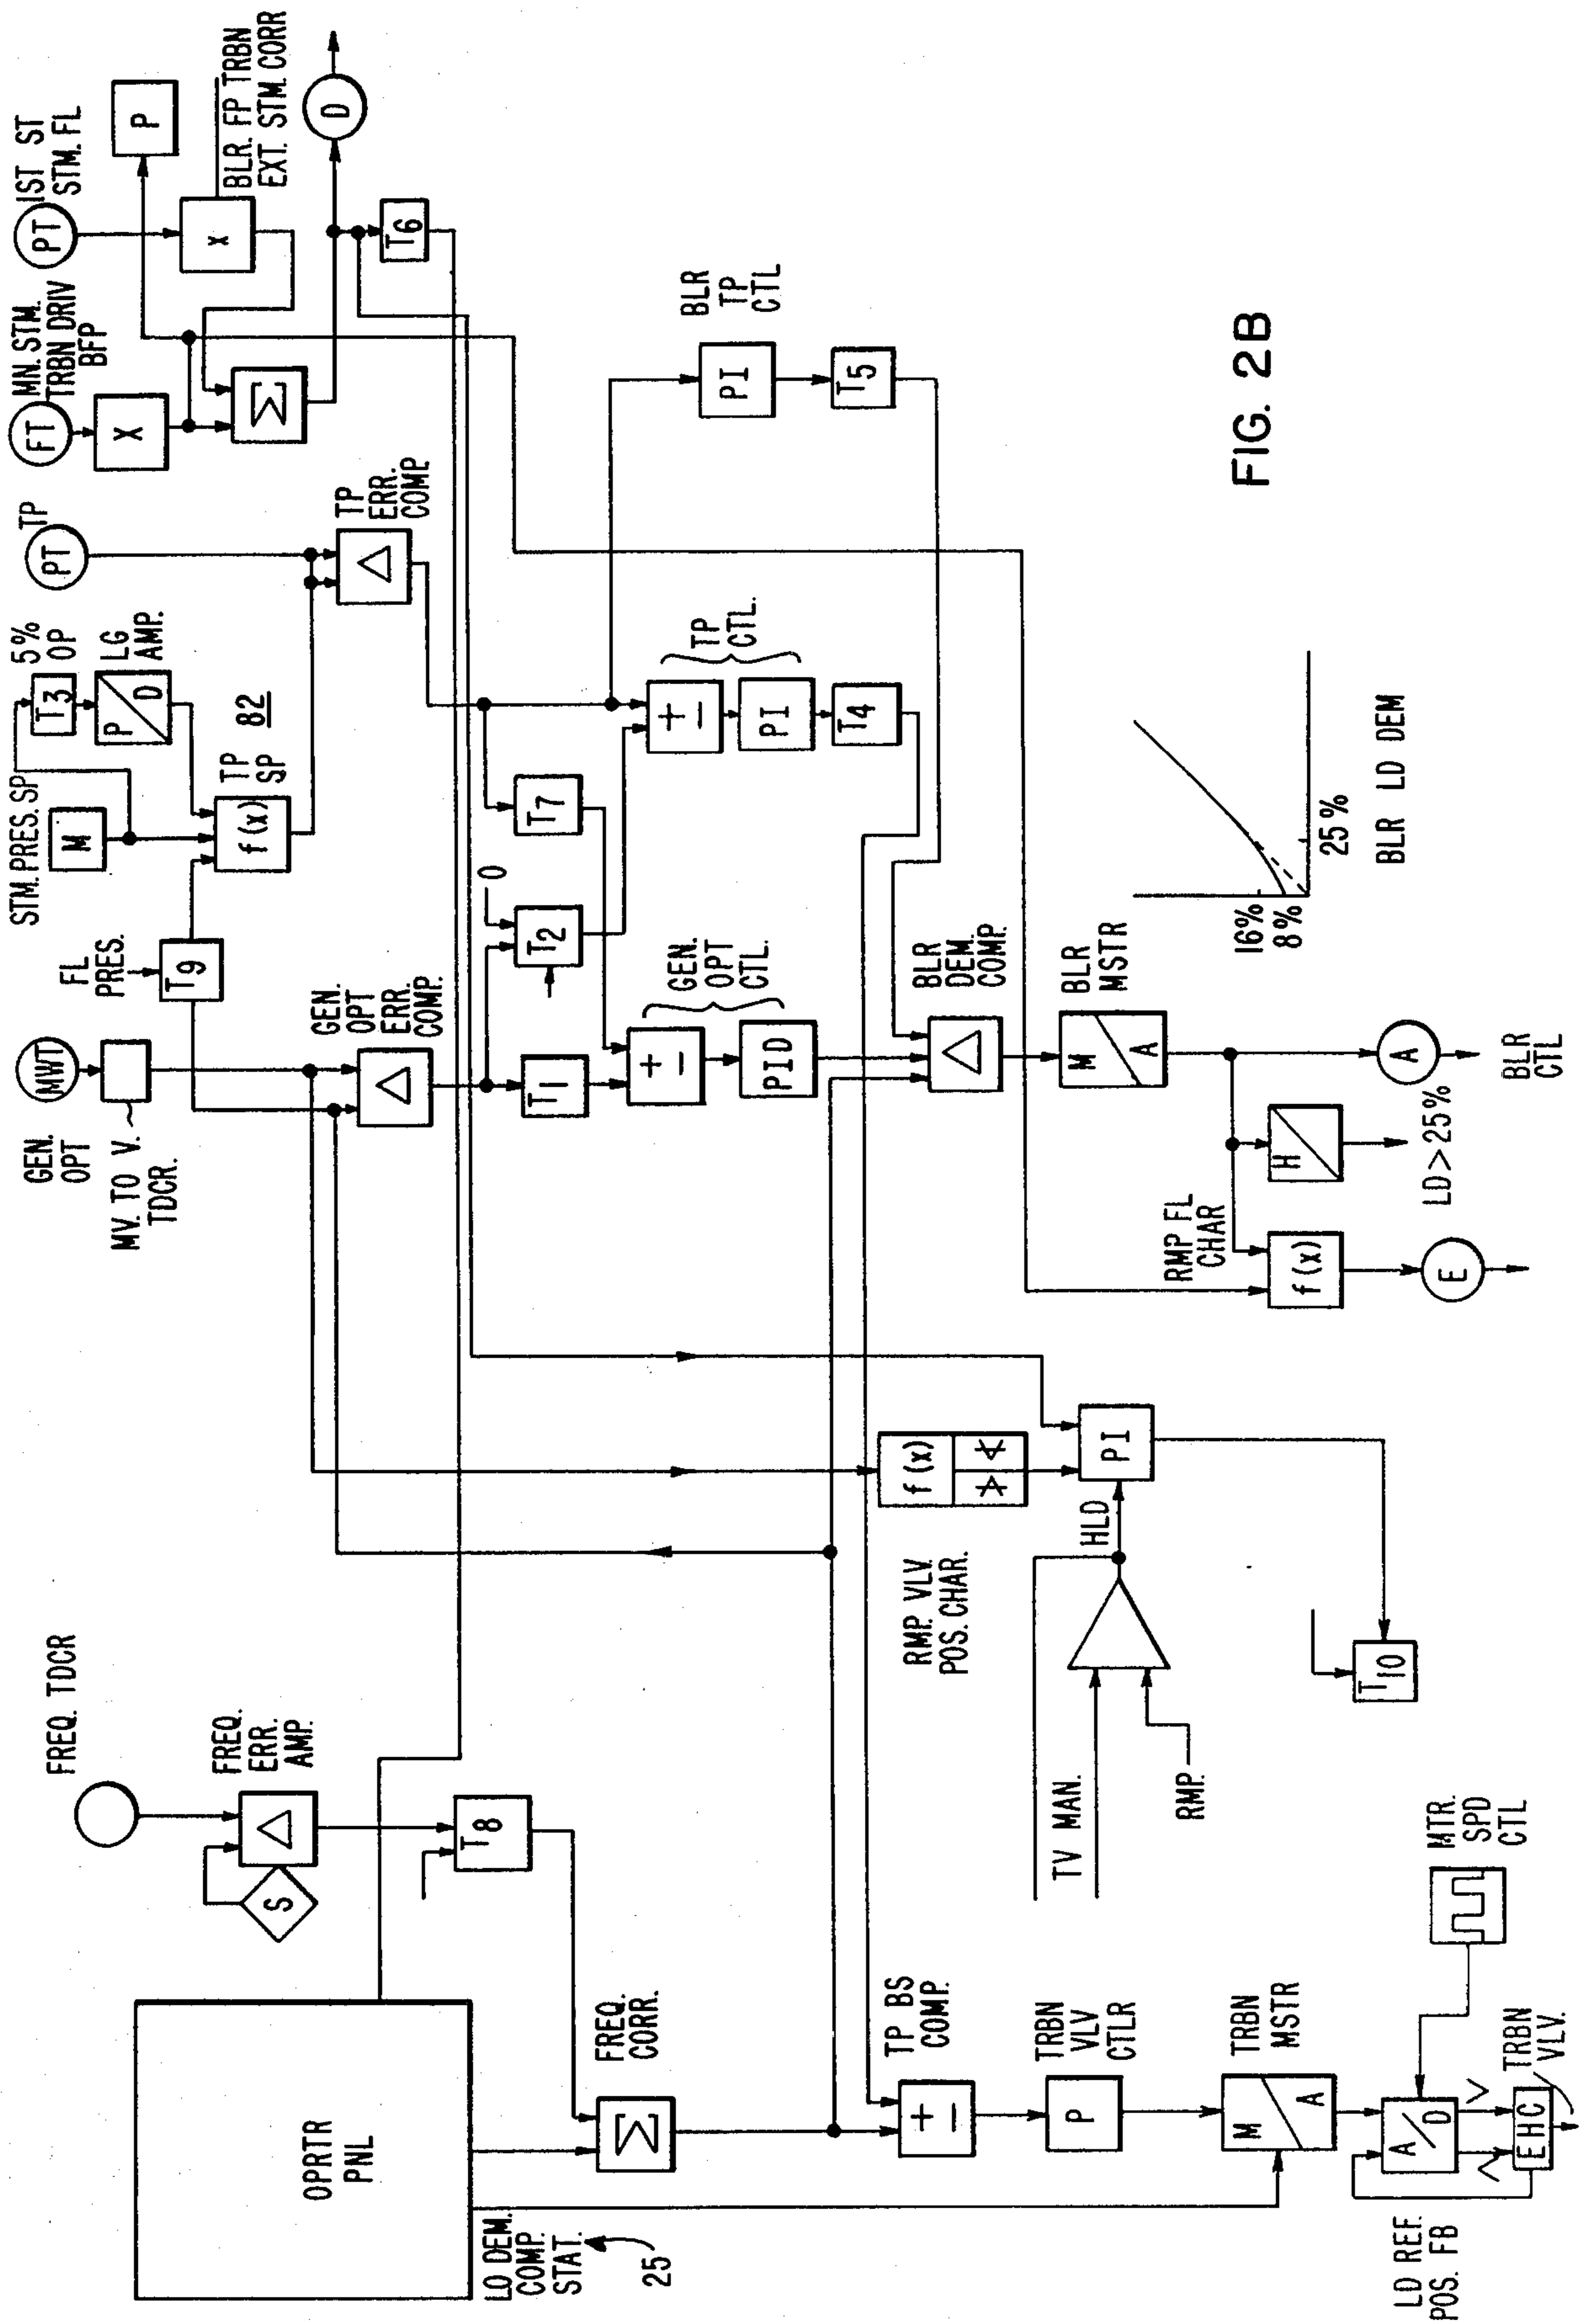 OPRTR
PNL
LO DEM.
COMP.
STAT.
25
FREQ. TDCR
FREQ.
ERR.
AMP.
S
△
T8
FREQ.
CORR.
Σ
TP BS
COMP.
+
−
TRBN
VLV
CTLR
P
TRBN
MSTR
M
A
A/D
LD REF.
POS. FB
EHC
TRBN
VLV.
MTR.
SPD
CTL
TV MAN.
RMP.
HLD
RMP. VLV.
POS. CHAR.
f(x)
PI
T10
GEN.
OPT
MWT
MV. TO V.
TDCR.
FL
PRES.
T9
STM. PRES. SP
M
5%
OP
T3
LG
AMP.
P
D
f(x)
TP
SP
82
TP
PT
TP
ERR.
COMP.
△
MN. STM.
TRBN DRIV
BFP
FT
X
Σ
1ST ST
STM. FL
PT
x
P
BLR. FP TRBN
EXT. STM. CORR
D
T6
GEN.
OPT
ERR.
COMP.
△
T1
T2
0
T7
+
−
GEN.
OPT
CTL.
PID
+
−
TP
CTL.
PI
T4
BLR
TP
CTL
PI
T5
BLR
DEM.
COMP.
△
BLR
MSTR
M
A
A
BLR
CTL
H
LD>25%
RMP FL
CHAR
f(x)
E
16%
8%
25%
BLR LD DEM
FIG. 2B